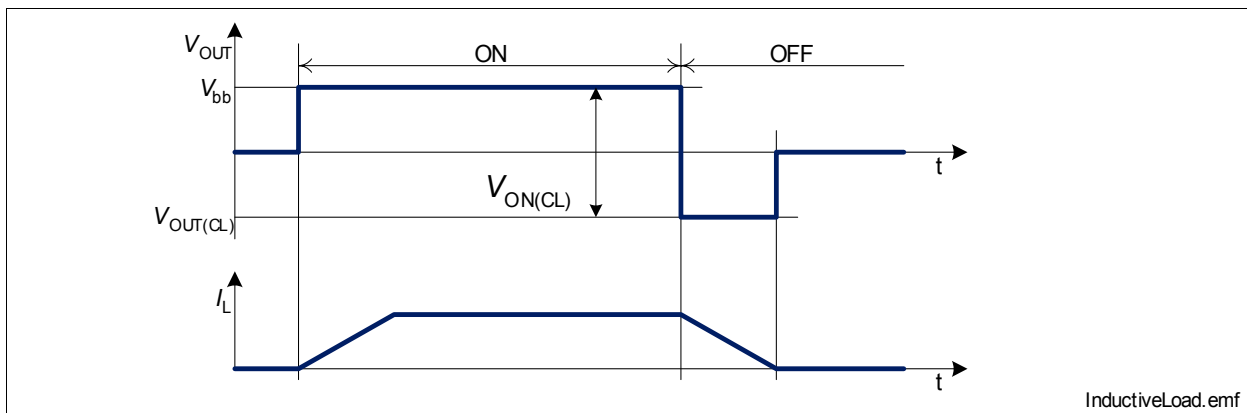 VOUT
ON
OFF
Vbb
t
VON(CL)
VOUT(CL)
IL
t
InductiveLoad.emf